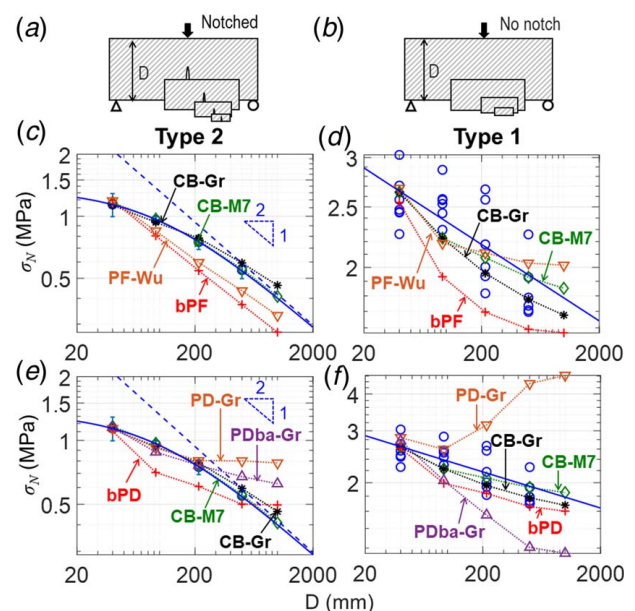 (a) Notched
D
(b) No notch
D
(c) Type 2
2
1
0.5
σN (MPa)
CB-Gr
CB-M7
2
1
PF-Wu
bPF
20 200 2000
(d) Type 1
3
2.5
2
CB-Gr
CB-M7
PF-Wu
bPF
20 200 2000
(e)
2
1
0.5
σN (MPa)
2
1
PD-Gr
PDba-Gr
bPD
CB-M7
CB-Gr
20 200 2000
(f)
4
3
2
PD-Gr
CB-Gr
CB-M7
PDba-Gr
bPD
20 200 2000
D (mm)